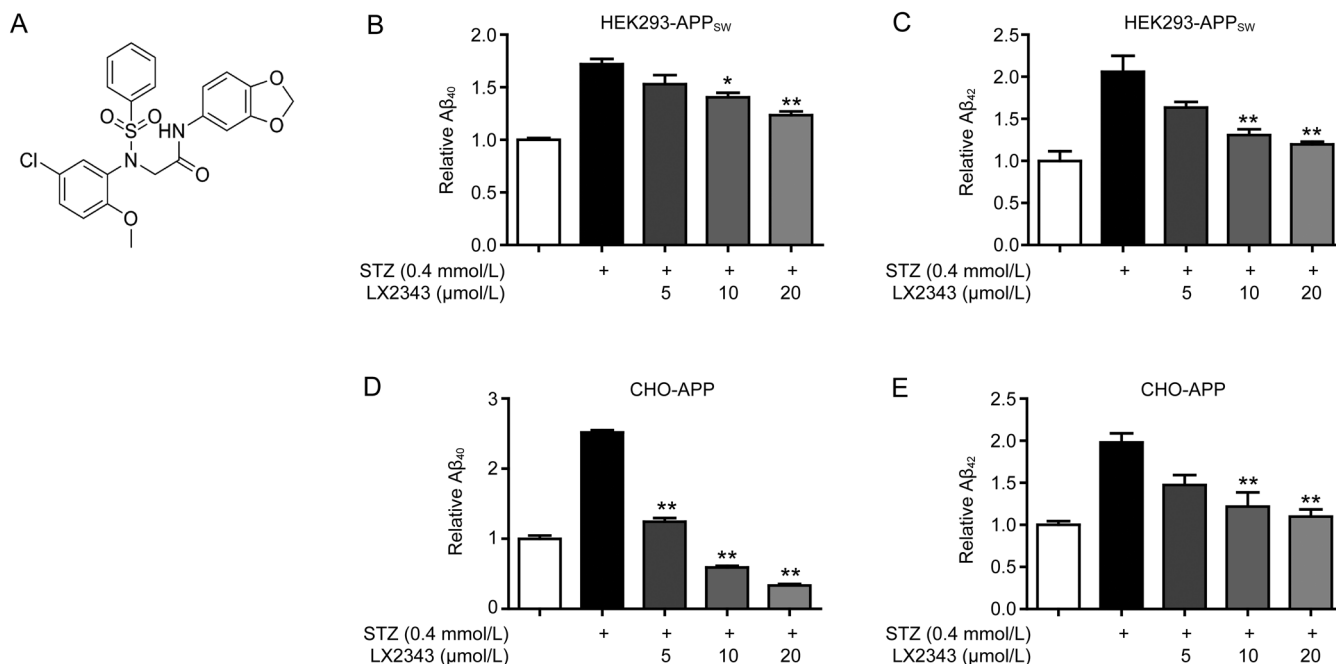 A
O
O
O
O
S
HN
N
O
Cl
O
B
HEK293-APPSW
Relative Aβ40
2.0
1.5
1.0
0.5
0.0
*
**
STZ (0.4 mmol/L) + + + +
LX2343 (μmol/L) 5 10 20
C
HEK293-APPSW
Relative Aβ42
2.5
2.0
1.5
1.0
0.5
0.0
**
**
STZ (0.4 mmol/L) + + + +
LX2343 (μmol/L) 5 10 20
D
CHO-APP
Relative Aβ40
3
2
1
0
**
**
**
STZ (0.4 mmol/L) + + + +
LX2343 (μmol/L) 5 10 20
E
CHO-APP
Relative Aβ42
2.5
2.0
1.5
1.0
0.5
0.0
**
**
STZ (0.4 mmol/L) + + + +
LX2343 (μmol/L) 5 10 20